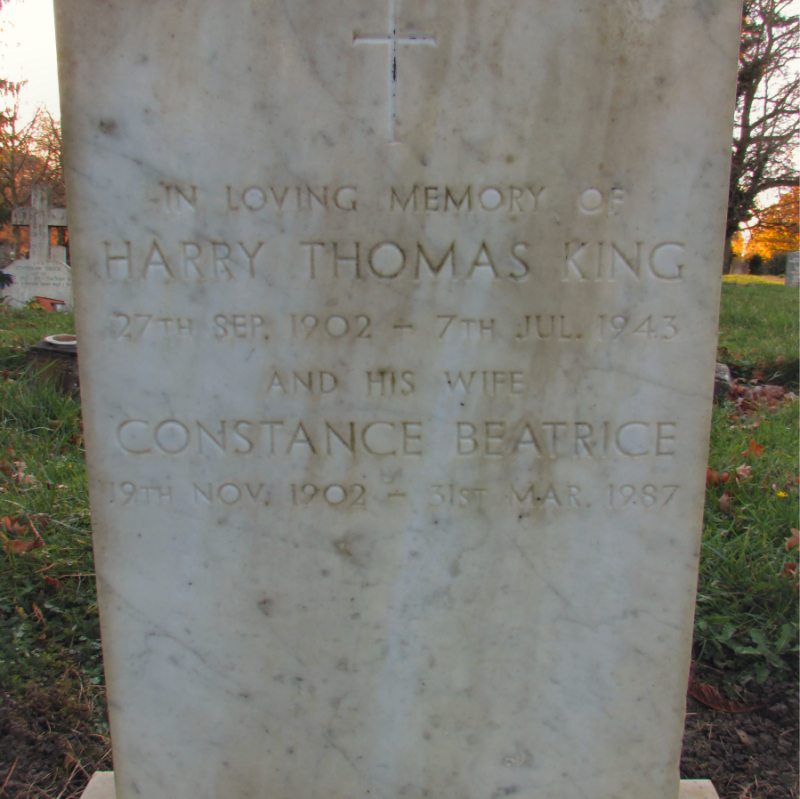 IN LOVING MEMORY OF
HARRY THOMAS KING
27TH SEP. 1902 + 7TH JUL. 1943
AND HIS WIFE
CONSTANCE BEATRICE
19TH NOV. 1902 + 31ST MAR. 1987